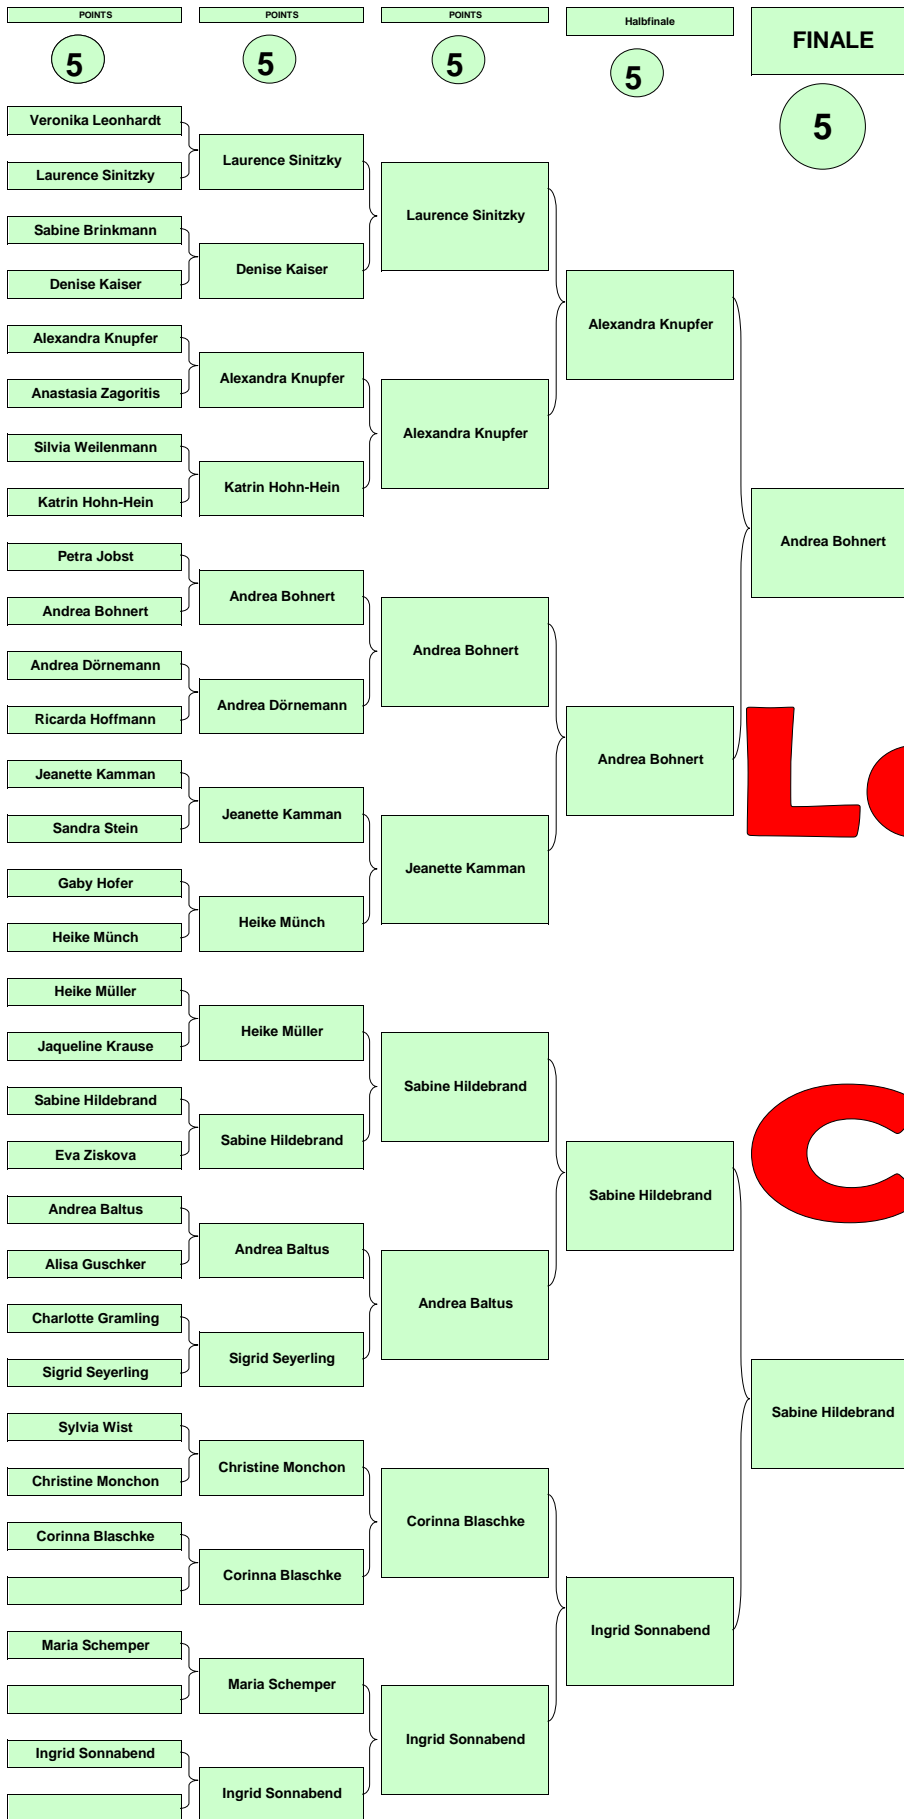 POINTS
POINTS
POINTS
Halbfinale
FINALE
5
5
5
5
5
Veronika Leonhardt
Laurence Sinitzky
Sabine Brinkmann
Denise Kaiser
Alexandra Knupfer
Anastasia Zagoritis
Silvia Weilenmann
Katrin Hohn-Hein
Petra Jobst
Andrea Bohnert
Andrea Dörnemann
Ricarda Hoffmann
Jeanette Kamman
Sandra Stein
Gaby Hofer
Heike Münch
Heike Müller
Jaqueline Krause
Sabine Hildebrand
Eva Ziskova
Andrea Baltus
Alisa Guschker
Charlotte Gramling
Sigrid Seyerling
Sylvia Wist
Christine Monchon
Corinna Blaschke
Maria Schemper
Ingrid Sonnabend
Laurence Sinitzky
Denise Kaiser
Alexandra Knupfer
Katrin Hohn-Hein
Andrea Bohnert
Andrea Dörnemann
Jeanette Kamman
Heike Münch
Heike Müller
Sabine Hildebrand
Andrea Baltus
Sigrid Seyerling
Christine Monchon
Corinna Blaschke
Maria Schemper
Ingrid Sonnabend
Laurence Sinitzky
Alexandra Knupfer
Andrea Bohnert
Jeanette Kamman
Sabine Hildebrand
Andrea Baltus
Corinna Blaschke
Ingrid Sonnabend
Alexandra Knupfer
Andrea Bohnert
Sabine Hildebrand
Ingrid Sonnabend
Andrea Bohnert
Sabine Hildebrand
L
C